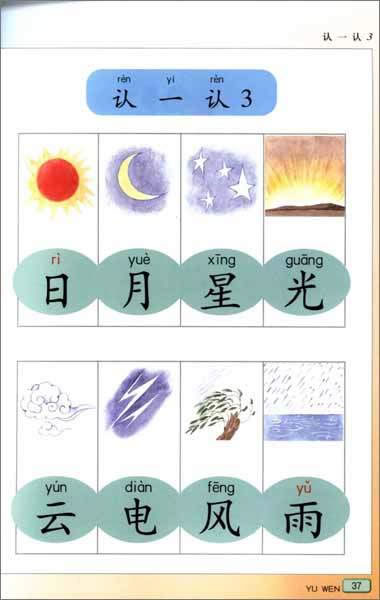 认一认3
rèn yi rèn
认 一 认 3
rì yuè xīng guāng
日 月 星 光
yún diàn fēng yǔ
云 电 风 雨
YU WEN 37